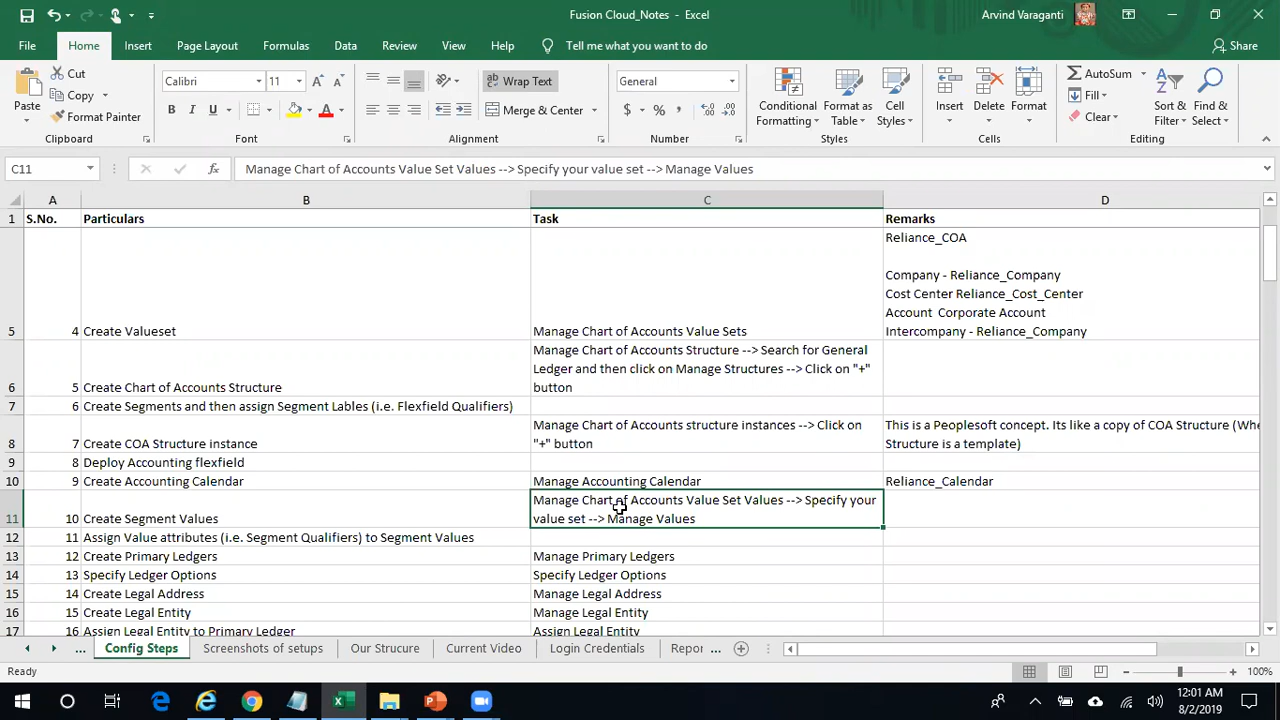 Fusion Cloud_Notes - Excel
Arvind Varaganti
File Home Insert Page Layout Formulas Data Review View Help Tell me what you want to do Share
Paste
Cut
Copy
Format Painter
Clipboard
Calibri 11
B I U
Font
Wrap Text
Merge & Center
Alignment
General
$ % ,
Number
Conditional Formatting
Format as Table
Cell Styles
Styles
Insert Delete Format
Cells
AutoSum
Fill
Clear
Sort & Filter
Find & Select
Editing
C11 fx Manage Chart of Accounts Value Set Values --> Specify your value set --> Manage Values
A B C D
1 S.No. Particulars Task Remarks
Reliance_COA
Company - Reliance_Company
Cost Center Reliance_Cost_Center
Account Corporate Account
5 4 Create Valueset Manage Chart of Accounts Value Sets Intercompany - Reliance_Company
Manage Chart of Accounts Structure --> Search for General
Ledger and then click on Manage Structures --> Click on "+"
6 5 Create Chart of Accounts Structure button
7 6 Create Segments and then assign Segment Lables (i.e. Flexfield Qualifiers)
Manage Chart of Accounts structure instances --> Click on This is a Peoplesoft concept. Its like a copy of COA Structure (Whe
8 7 Create COA Structure instance "+" button Structure is a template)
9 8 Deploy Accounting flexfield
10 9 Create Accounting Calendar Manage Accounting Calendar Reliance_Calendar
Manage Chart of Accounts Value Set Values --> Specify your
11 10 Create Segment Values value set --> Manage Values
12 11 Assign Value attributes (i.e. Segment Qualifiers) to Segment Values
13 12 Create Primary Ledgers Manage Primary Ledgers
14 13 Specify Ledger Options Specify Ledger Options
15 14 Create Legal Address Manage Legal Address
16 15 Create Legal Entity Manage Legal Entity
17 16 Assign Legal Entity to Primary Ledger Assign Legal Entity
... Config Steps Screenshots of setups Our Strucure Current Video Login Credentials Repor ...
Ready 100%
12:01 AM
8/2/2019